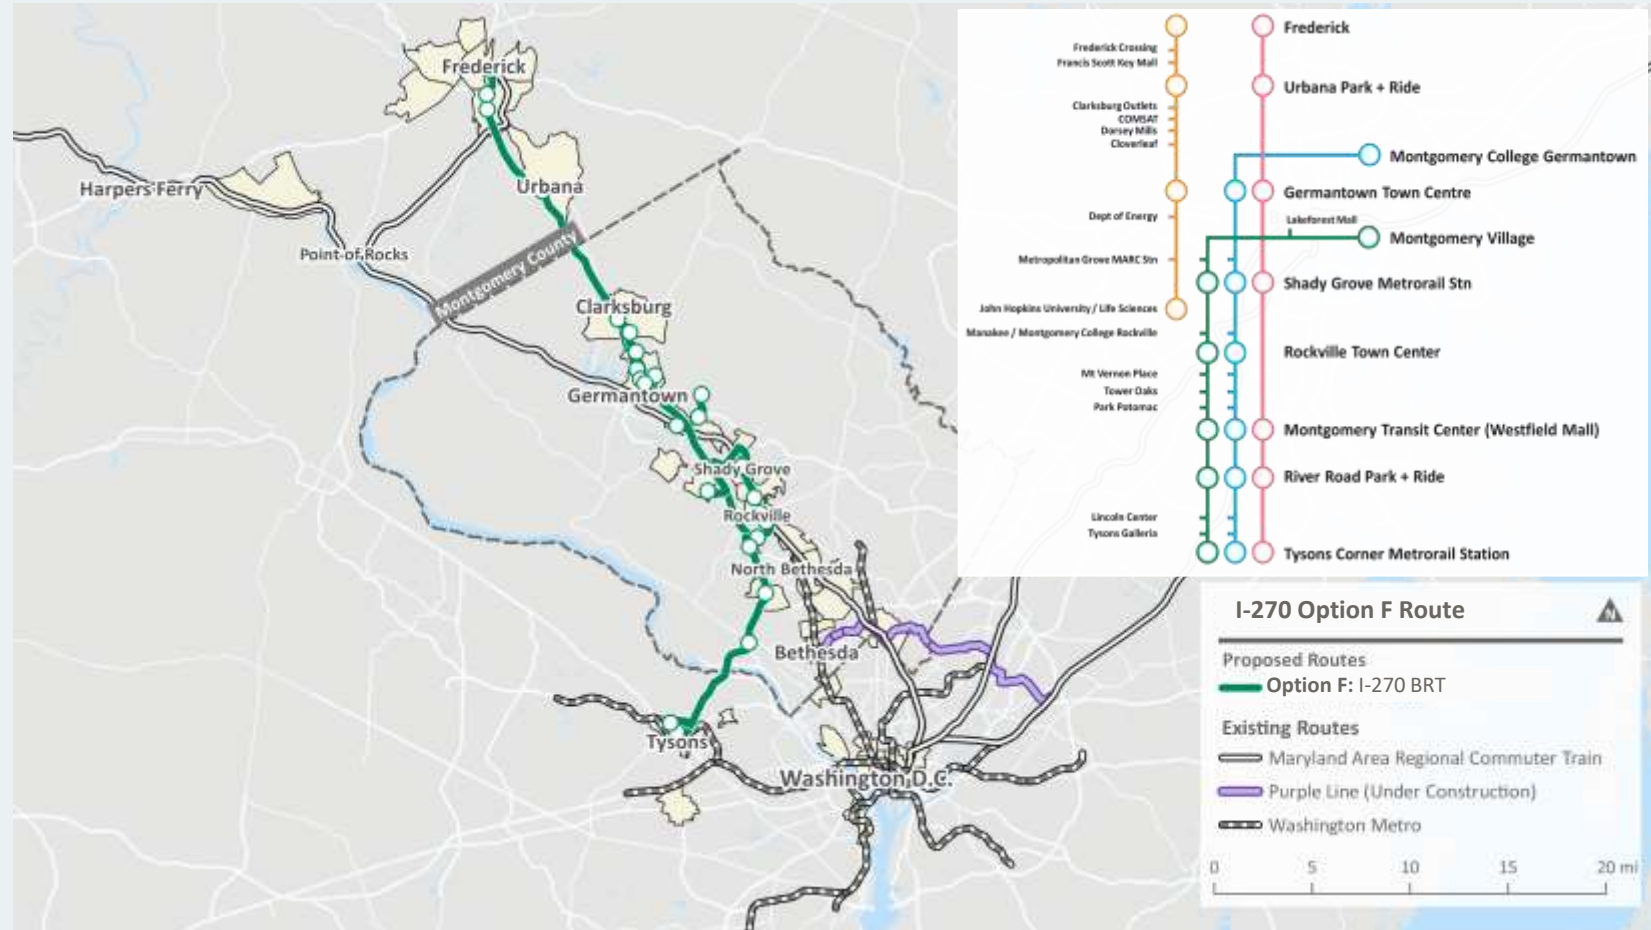 Frederick
Urbana
Harpers Ferry
Point of Rocks
Montgomery County
Clarksburg
Germantown
Shady Grove
Rockville
North Bethesda
Bethesda
Tysons
Washington D.C.
Frederick
Frederick Crossing
Francis Scott Key Mall
Urbana Park + Ride
Clarksburg Outlets
COMSAT
Dorsey Mills
Cloverleaf
Montgomery College Germantown
Germantown Town Centre
Dept of Energy
Lakeforest Mall
Montgomery Village
Metropolitan Grove MARC Stn
Shady Grove Metrorail Stn
John Hopkins University / Life Sciences
Manakee / Montgomery College Rockville
Rockville Town Center
Mt Vernon Place
Tower Oaks
Park Potomac
Montgomery Transit Center (Westfield Mall)
River Road Park + Ride
Lincoln Center
Tysons Galleria
Tysons Corner Metrorail Station
I-270 Option F Route
N
Proposed Routes
Option F: I-270 BRT
Existing Routes
Maryland Area Regional Commuter Train
Purple Line (Under Construction)
Washington Metro
0 5 10 15 20 mi